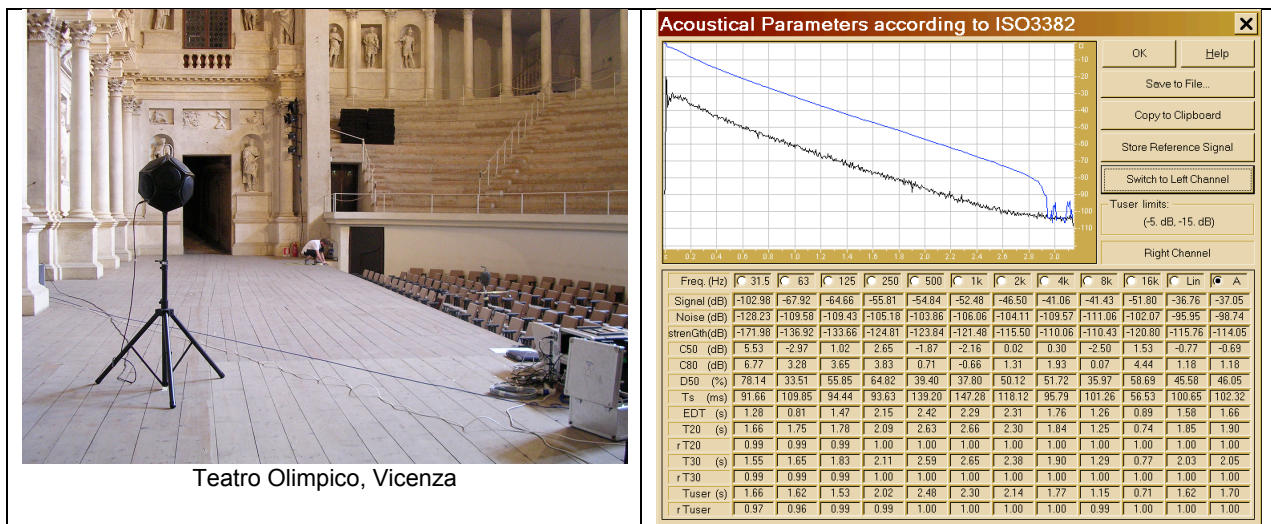 Teatro Olimpico, Vicenza
Acoustical Parameters according to ISO3382
OK Help
Save to File...
Copy to Clipboard
Store Reference Signal
Switch to Left Channel
Tuser limits:
(-5. dB, -15. dB)
Right Channel
0
-10
-30
-40
-50
-60
-70
-80
-90
-100
-110
s 0.2 0.4 0.6 0.8 1.0 1.2 1.4 1.6 1.8 2.0 2.2 2.4 2.6 2.8 3.0
Freq. (Hz) 31.5 63 125 250 500 1k 2k 4k 8k 16k Lin A
Signal (dB) -102.98 -67.92 -64.66 -55.81 -54.84 -52.48 -46.50 -41.06 -41.43 -51.80 -36.76 -37.05
Noise (dB) -128.23 -109.58 -109.43 -105.18 -103.86 -106.06 -104.11 -109.57 -111.06 -102.07 -95.95 -98.74
strenGth(dB) -171.98 -136.92 -133.66 -124.81 -123.84 -121.48 -115.50 -110.06 -110.43 -120.80 -115.76 -114.05
C50 (dB) 5.53 -2.97 1.02 2.65 -1.87 -2.16 0.02 0.30 -2.50 1.53 -0.77 -0.69
C80 (dB) 6.77 3.28 3.65 3.83 0.71 -0.66 1.31 1.93 0.07 4.44 1.18 1.18
D50 (%) 78.14 33.51 55.85 64.82 39.40 37.80 50.12 51.72 35.97 58.69 45.58 46.05
Ts (ms) 91.66 109.85 94.44 93.63 139.20 147.28 118.12 95.79 101.26 56.53 100.65 102.32
EDT (s) 1.28 0.81 1.47 2.15 2.42 2.29 2.31 1.76 1.26 0.89 1.58 1.66
T20 (s) 1.66 1.75 1.78 2.09 2.63 2.66 2.30 1.84 1.25 0.74 1.85 1.90
r T20 0.99 0.99 0.99 1.00 1.00 1.00 1.00 1.00 1.00 1.00 1.00 1.00
T30 (s) 1.55 1.65 1.83 2.11 2.59 2.65 2.38 1.90 1.29 0.77 2.03 2.05
r T30 0.99 0.99 0.99 1.00 1.00 1.00 1.00 1.00 1.00 1.00 1.00 1.00
Tuser (s) 1.66 1.62 1.53 2.02 2.48 2.30 2.14 1.77 1.15 0.71 1.62 1.70
r Tuser 0.97 0.96 0.99 0.99 1.00 1.00 1.00 1.00 0.99 1.00 1.00 1.00